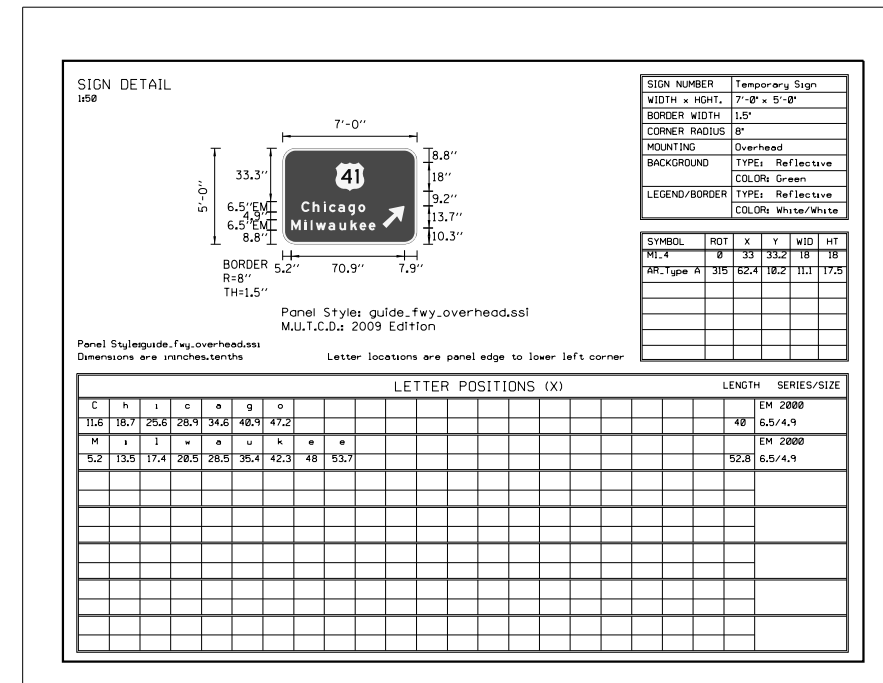 SIGN DETAIL
1:50
7'-0''
5'-0''
33.3''
6.5''EM
4.9''
6.5''EM
8.8''
41
Chicago
Milwaukee
8.8''
18''
9.2''
13.7''
10.3''
BORDER
R=8''
TH=1.5''
5.2'' 70.9'' 7.9''
Panel Style: guide_fwy_overhead.ssi
M.U.T.C.D.: 2009 Edition
Panel Style:guide_fwy_overhead.ssi
Dimensions are in inches.tenths
Letter locations are panel edge to lower left corner
SIGN NUMBER Temporary Sign
WIDTH x HGHT. 7'-0" x 5'-0"
BORDER WIDTH 1.5"
CORNER RADIUS 8"
MOUNTING Overhead
BACKGROUND TYPE: Reflective
COLOR: Green
LEGEND/BORDER TYPE: Reflective
COLOR: White/White
SYMBOL ROT X Y WID HT
M1_4 0 33 33.2 18 18
AR_Type A 315 62.4 10.2 11.1 17.5
LETTER POSITIONS (X) LENGTH SERIES/SIZE
C h i c a g o EM 2000
11.6 18.7 25.6 28.9 34.6 40.9 47.2 40 6.5/4.9
M i l w a u k e e EM 2000
5.2 13.5 17.4 20.5 28.5 35.4 42.3 48 53.7 52.8 6.5/4.9